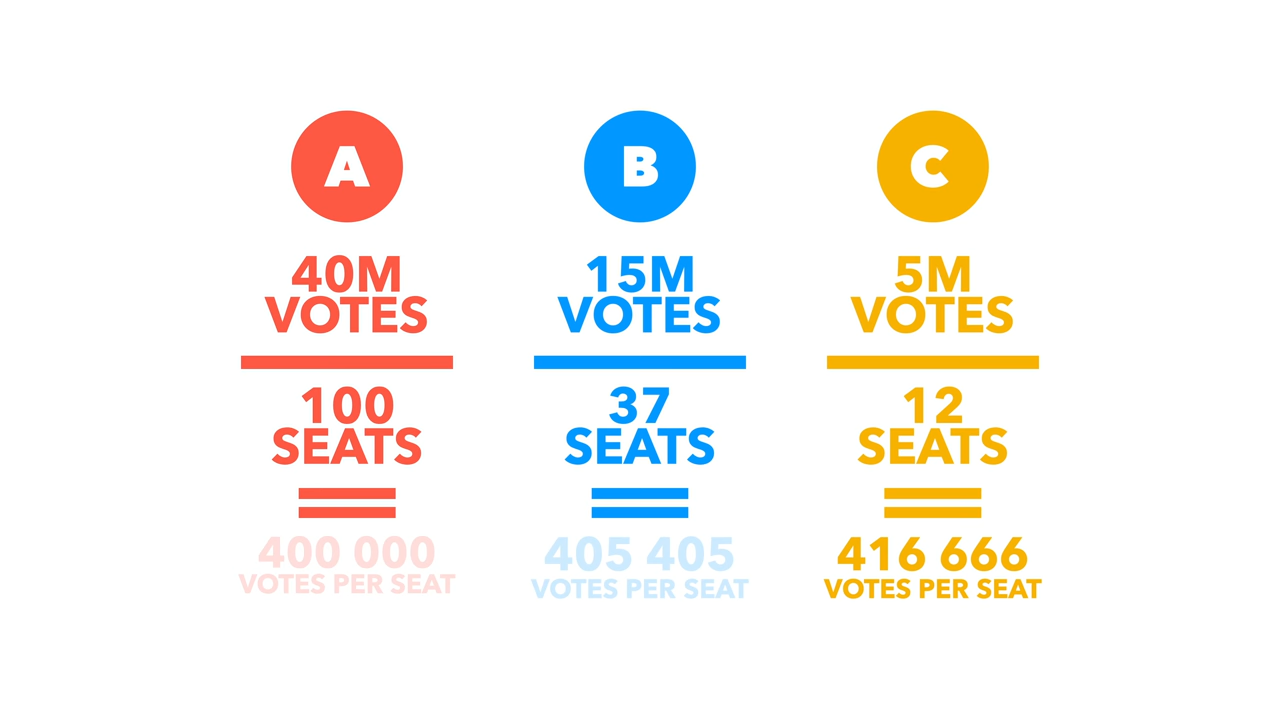 A
B
C
40M
VOTES
15M
VOTES
5M
VOTES
100
SEATS
37
SEATS
12
SEATS
400 000
VOTES PER SEAT
405 405
VOTES PER SEAT
416 666
VOTES PER SEAT